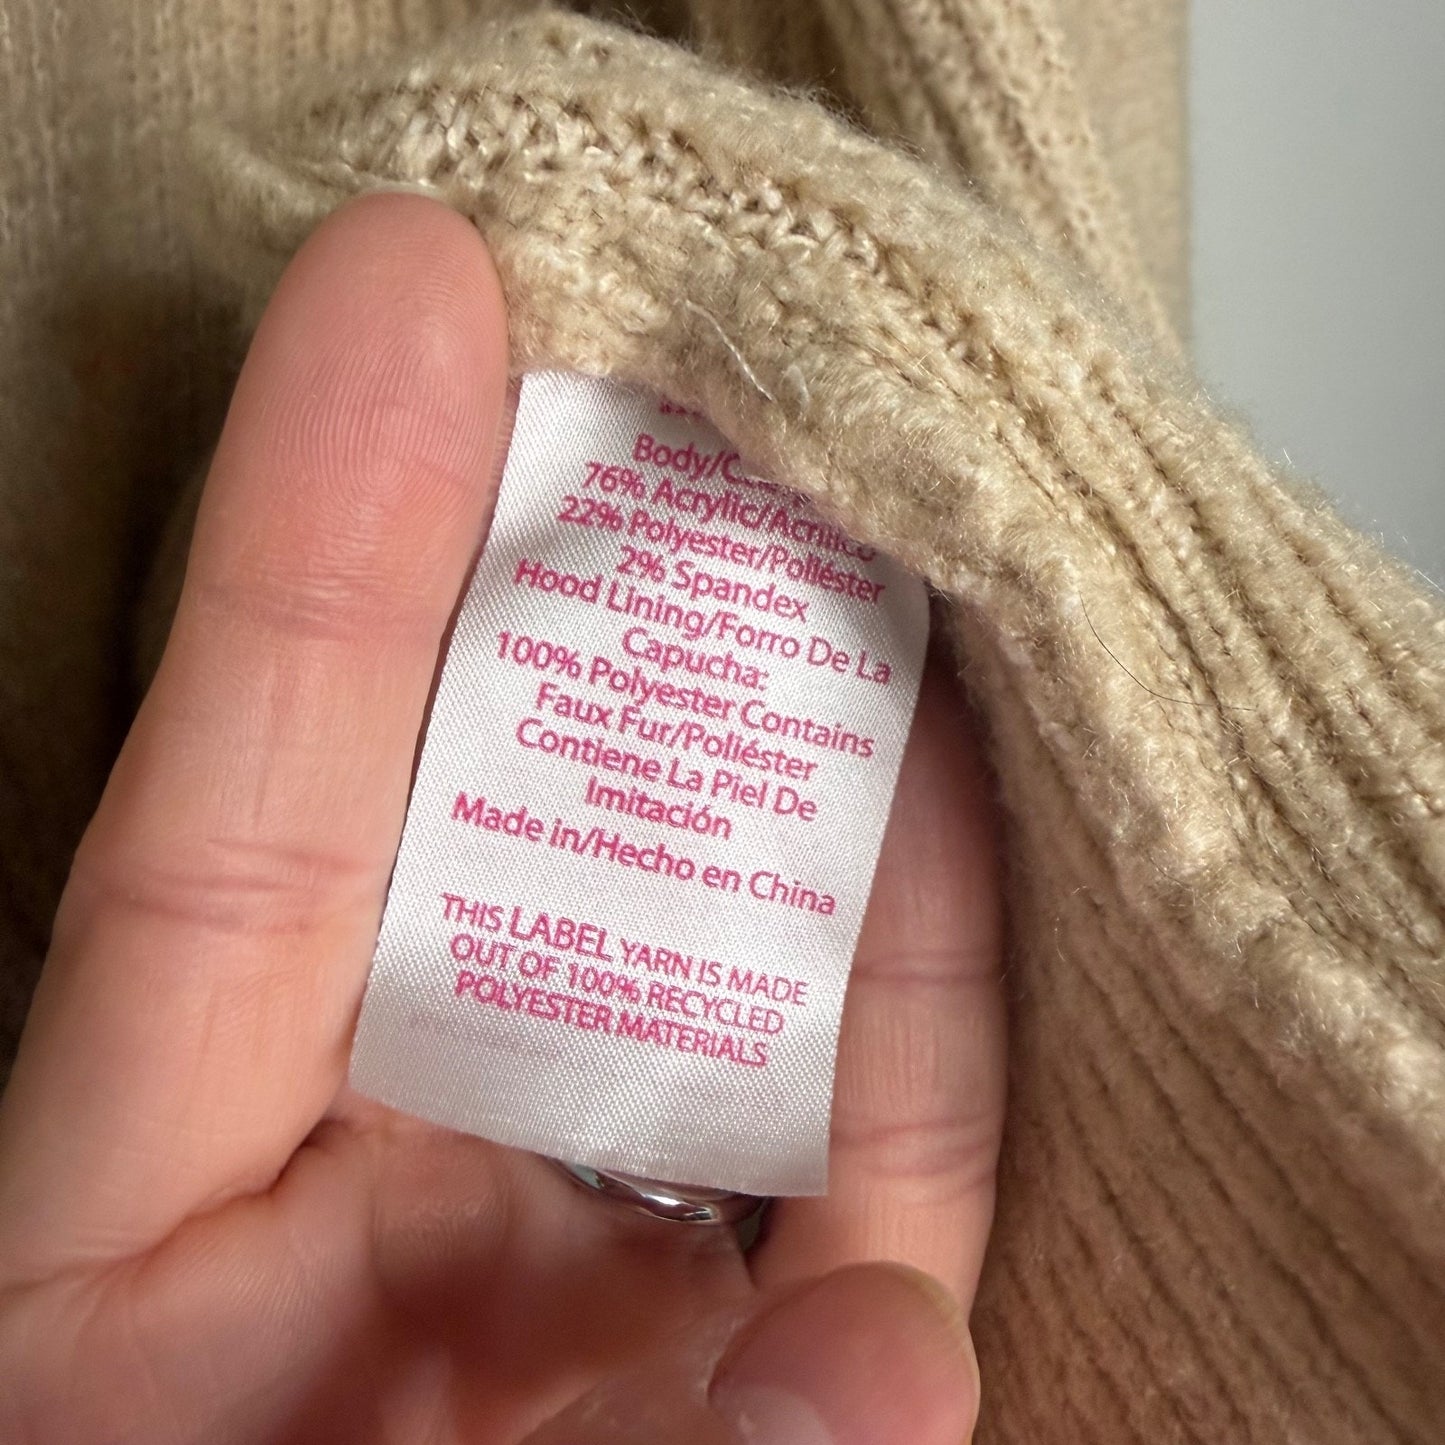 Body/
76% Acrylic/Acrílico
22% Polyester/Poliéster
2% Spandex
Hood Lining/Forro De La
Capucha:
100% Polyester Contains
Faux Fur/Poliéster
Contiene La Piel De
Imitación
Made in/Hecho en China
THIS LABEL YARN IS MADE
OUT OF 100% RECYCLED
POLYESTER MATERIALS